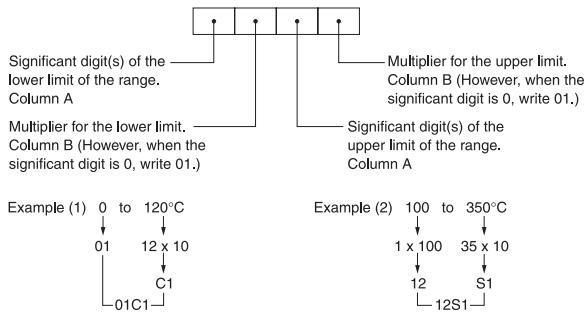 Significant digit(s) of the
lower limit of the range.
Column A
Multiplier for the lower limit.
Column B (However, when the
significant digit is 0, write 01.)
Multiplier for the upper limit.
Column B (However, when the
significant digit is 0, write 01.)
Significant digit(s) of the
upper limit of the range.
Column A
Example (1) 0 to 120°C
01 12 x 10
C1
01C1
Example (2) 100 to 350°C
1 x 100 35 x 10
12 S1
12S1